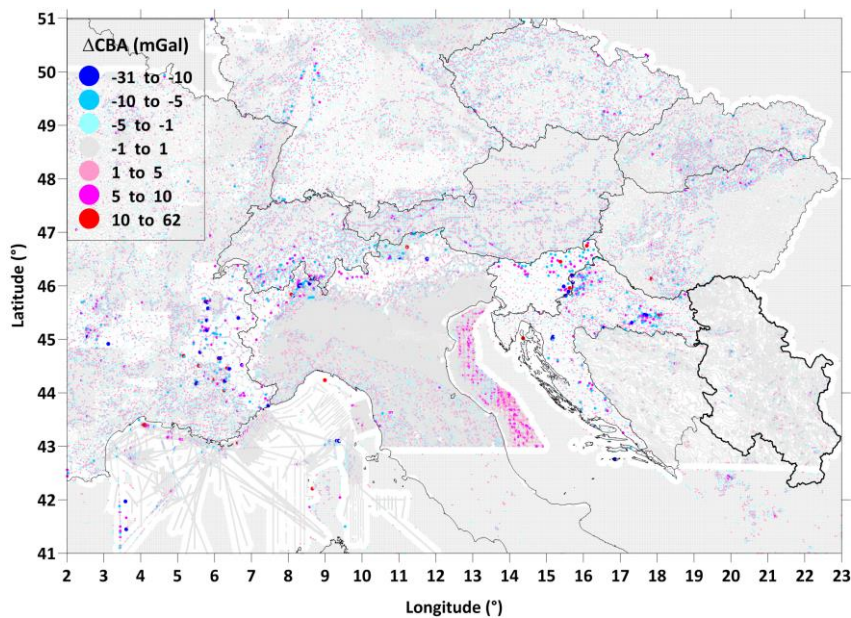 51
50
49
48
47
46
45
44
43
42
41
Latitude (°)
ΔCBA (mGal)
-31 to -10
-10 to -5
-5 to -1
-1 to 1
1 to 5
5 to 10
10 to 62
2 3 4 5 6 7 8 9 10 11 12 13 14 15 16 17 18 19 20 21 22 23
Longitude (°)